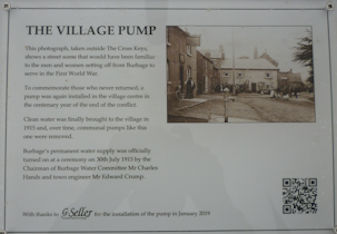 THE VILLAGE PUMP
This photograph, taken outside The Cross Keys,
shows a street scene that would have been familiar
to the men and women setting off from Burbage to
serve in the First World War.
To commemorate those who never returned, a
pump was again installed in the village centre in
the centenary year of the end of the conflict.
Clean water was finally brought to the village in
1915 and, over time, communal pumps like this
one were removed.
Burbage's permanent water supply was officially
turned on at a ceremony on 30th July 1915 by the
Chairman of Burbage Water Committee Mr Charles
Hands and town engineer Mr Edward Crump.
With thanks to G Seller for the installation of the pump in January 2019